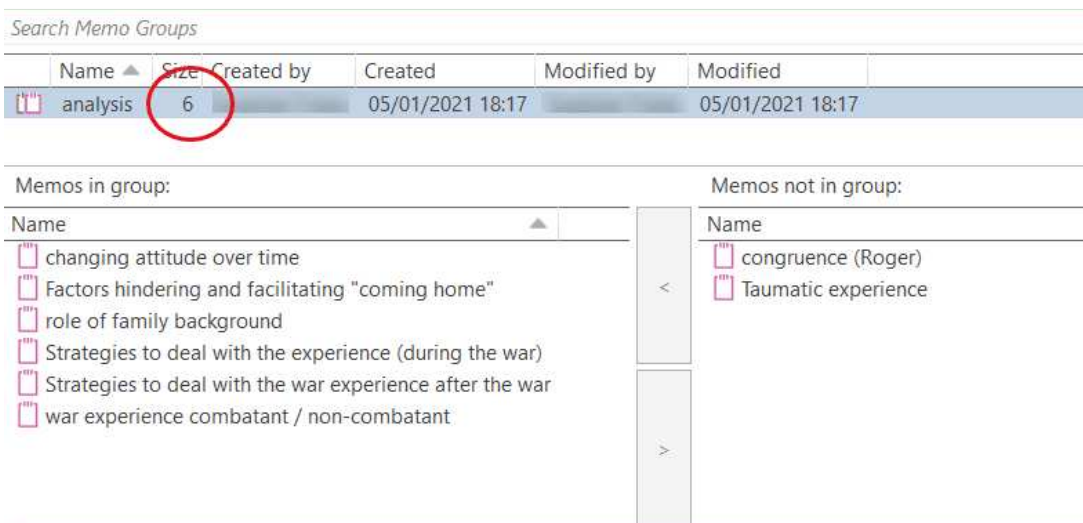 Search Memo Groups
Name Size Created by Created Modified by Modified
analysis 6 05/01/2021 18:17 05/01/2021 18:17
Memos in group:
Name
changing attitude over time
Factors hindering and facilitating "coming home"
role of family background
Strategies to deal with the experience (during the war)
Strategies to deal with the war experience after the war
war experience combatant / non-combatant
<
>
Memos not in group:
Name
congruence (Roger)
Taumatic experience